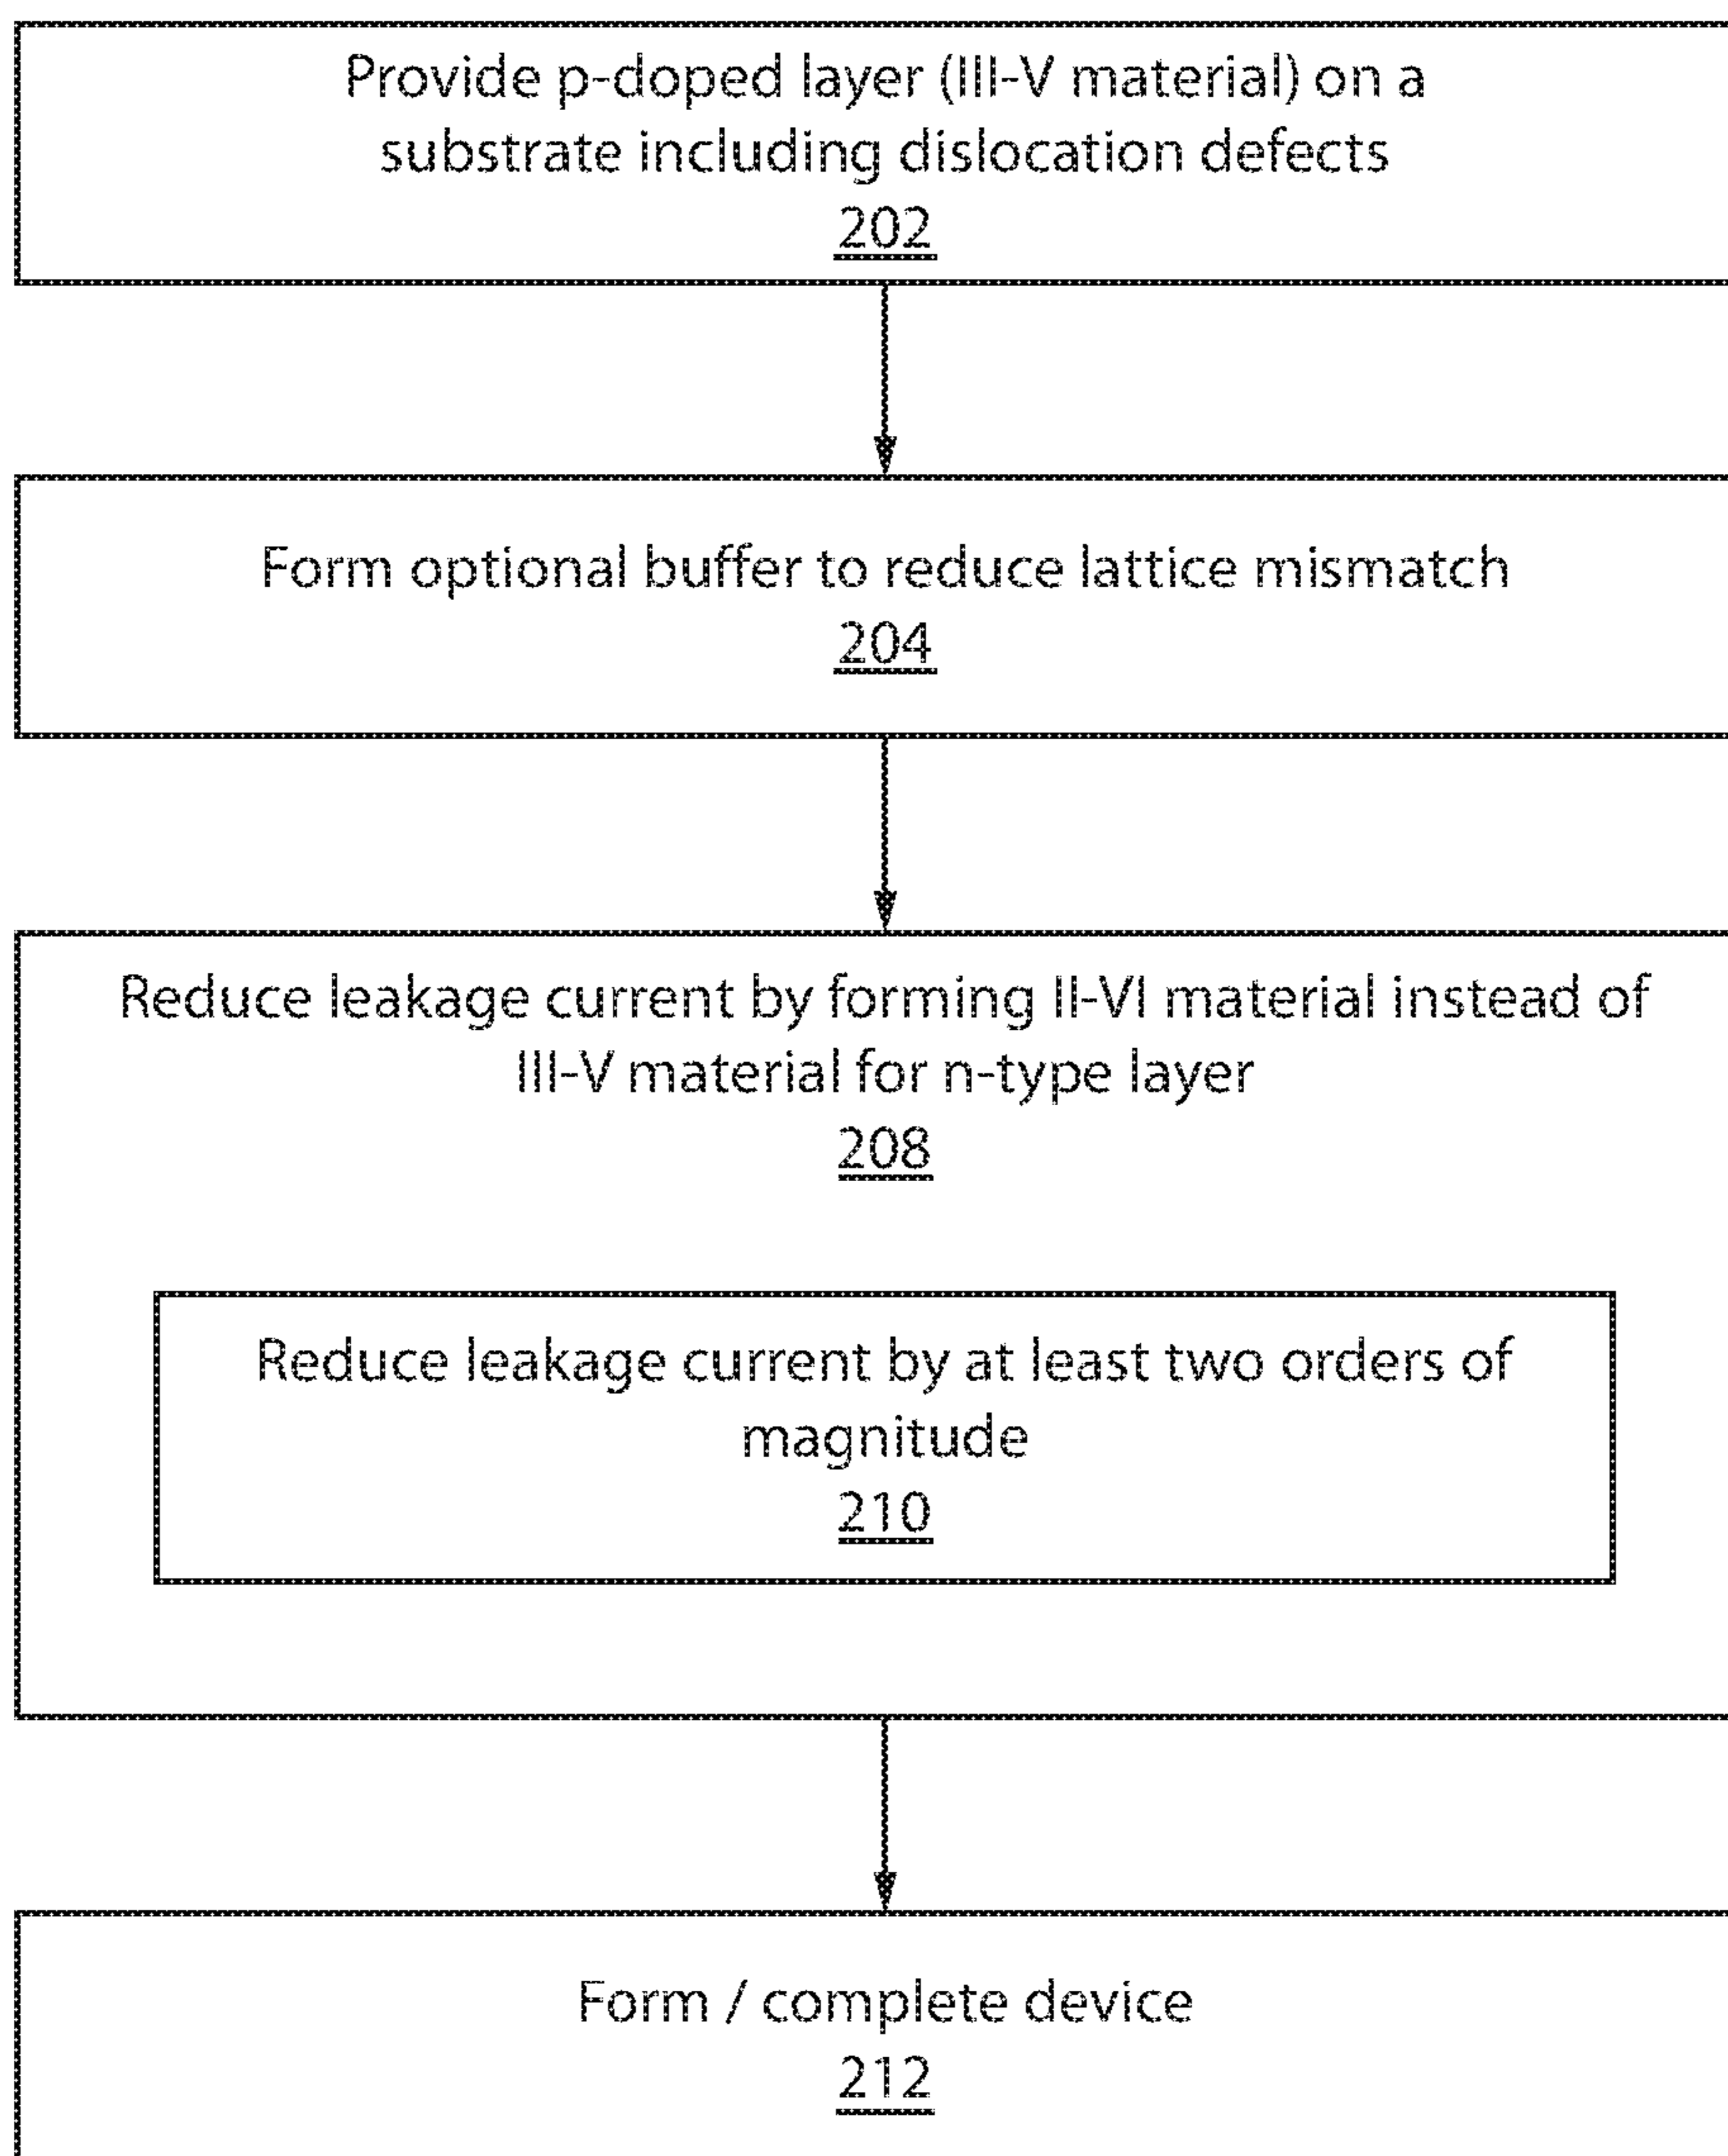 Provide p-doped layer (III-V material) on a
substrate including dislocation defects
202
Form optional buffer to reduce lattice mismatch
204
Reduce leakage current by forming II-VI material instead of
III-V material for n-type layer
208
Reduce leakage current by at least two orders of
magnitude
210
Form / complete device
212